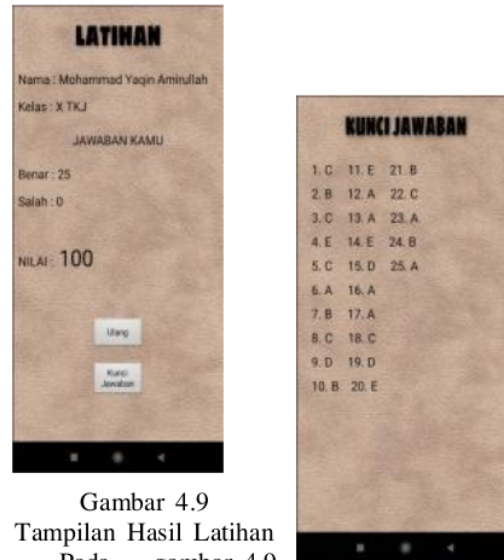 LATIHAN
Nama : Mohammad Yaqin Amirullah
Kelas : X TKJ
JAWABAN KAMU
Benar : 25
Salah : 0
NILAI : 100
Ulang
Kunci
Jawaban
Gambar 4.9
Tampilan Hasil Latihan
Pada gambar 4.9
KUNCI JAWABAN
1. C 11. E 21. B
2. B 12. A 22. C
3. C 13. A 23. A
4. E 14. E 24. B
5. C 15. D 25. A
6. A 16. A
7. B 17. A
8. C 18. C
9. D 19. D
10. B 20. E